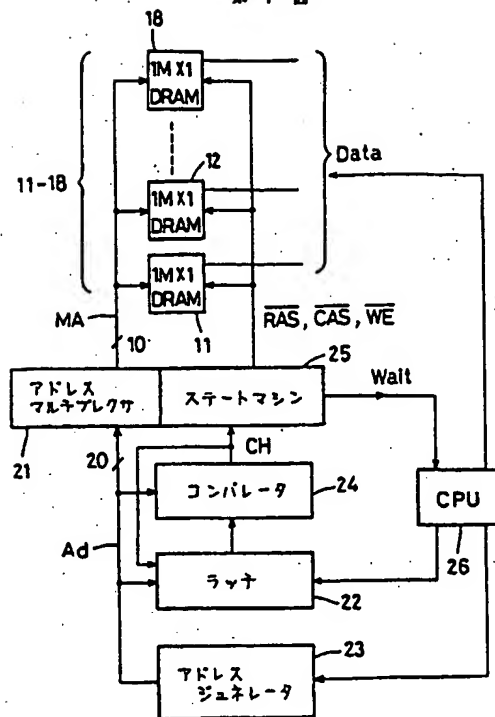 18
1M X1
DRAM
12
1M X1
DRAM
11-18
Data
1M X1
DRAM
MA
10
11
RAS, CAS, WE
25
アドレス
マルチプレクサ
ステートマシン
Wait
21
20
CH
コンパレータ
24
CPU
26
Ad
ラッチ
22
23
アドレス
ジェネレータ